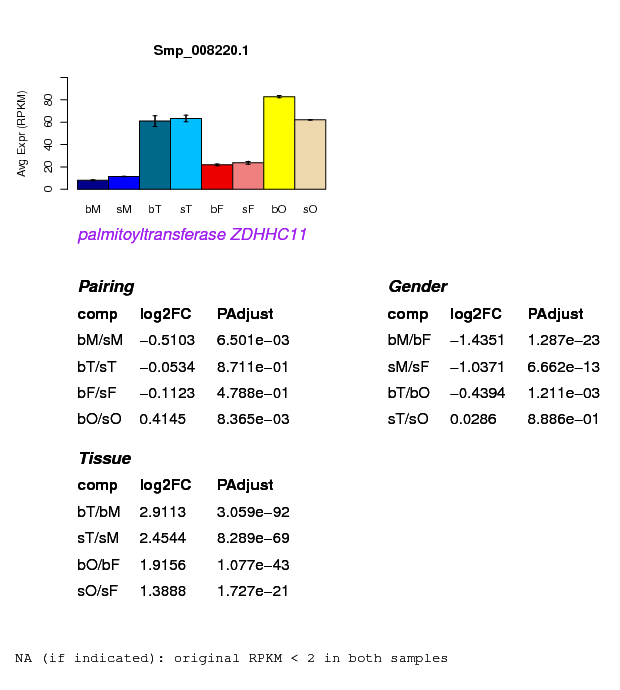 Smp_008220.1
Avg Expr (RPKM)
0 20 40 60 80
bM sM bT sT bF sF bO sO
palmitoyltransferase ZDHHC11
Pairing
comp log2FC PAdjust
bM/sM −0.5103 6.501e−03
bT/sT −0.0534 8.711e−01
bF/sF −0.1123 4.788e−01
bO/sO 0.4145 8.365e−03
Gender
comp log2FC PAdjust
bM/bF −1.4351 1.287e−23
sM/sF −1.0371 6.662e−13
bT/bO −0.4394 1.211e−03
sT/sO 0.0286 8.886e−01
Tissue
comp log2FC PAdjust
bT/bM 2.9113 3.059e−92
sT/sM 2.4544 8.289e−69
bO/bF 1.9156 1.077e−43
sO/sF 1.3888 1.727e−21
NA (if indicated): original RPKM < 2 in both samples